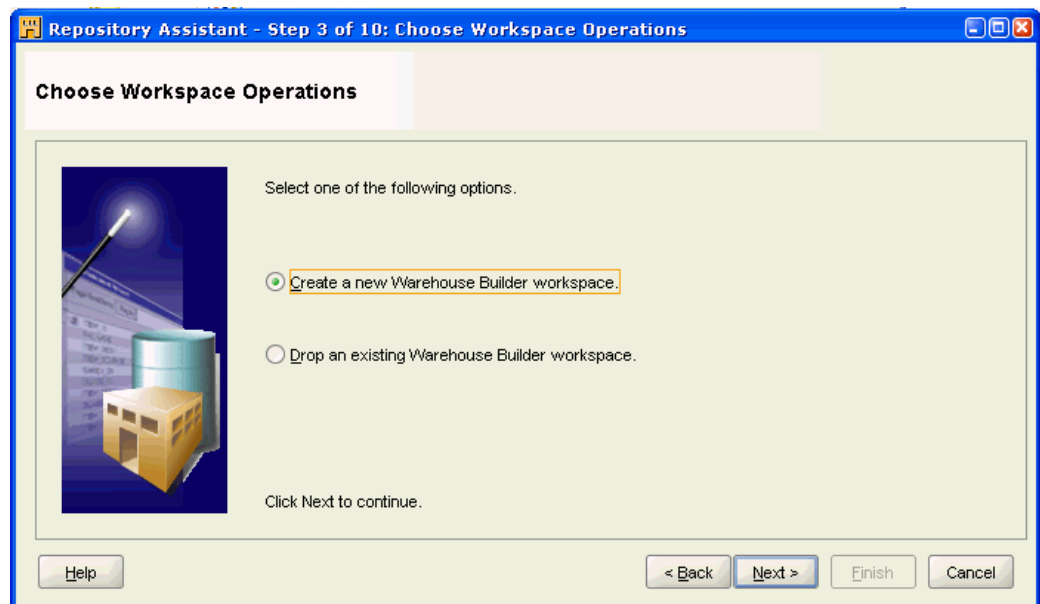 Repository Assistant - Step 3 of 10: Choose Workspace Operations
Choose Workspace Operations
Select one of the following options.
Create a new Warehouse Builder workspace.
Drop an existing Warehouse Builder workspace.
Click Next to continue.
Help
< Back
Next >
Finish
Cancel